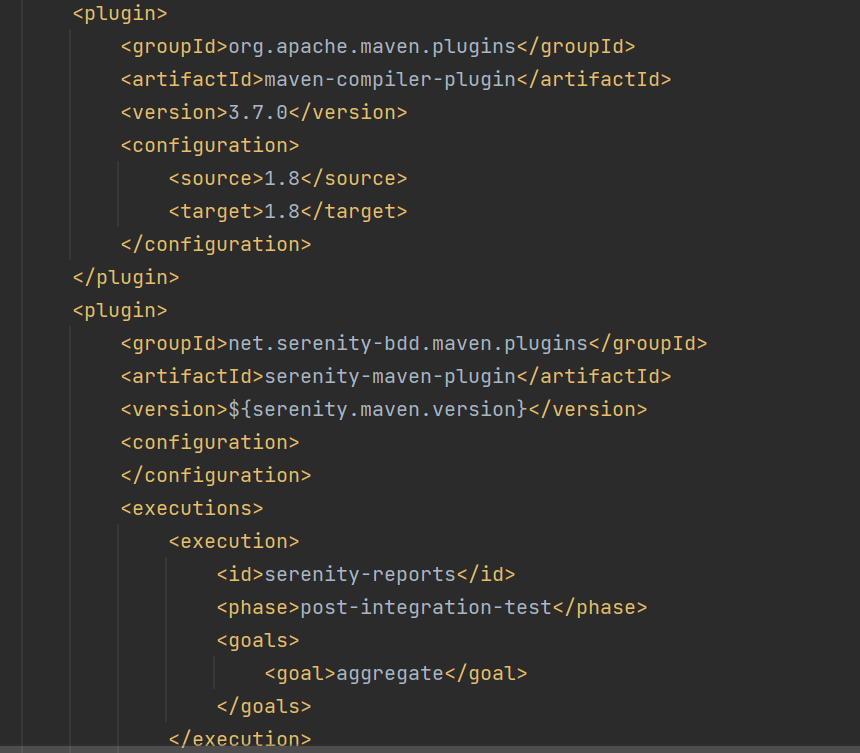 <plugin>
<groupId>org.apache.maven.plugins</groupId>
<artifactId>maven-compiler-plugin</artifactId>
<version>3.7.0</version>
<configuration>
<source>1.8</source>
<target>1.8</target>
</configuration>
</plugin>
<plugin>
<groupId>net.serenity-bdd.maven.plugins</groupId>
<artifactId>serenity-maven-plugin</artifactId>
<version>${serenity.maven.version}</version>
<configuration>
</configuration>
<executions>
<execution>
<id>serenity-reports</id>
<phase>post-integration-test</phase>
<goals>
<goal>aggregate</goal>
</goals>
</execution>